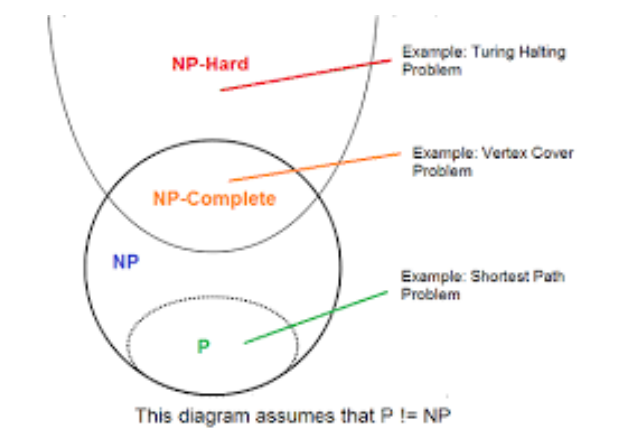 NP-Hard
Example: Turing Halting
Problem
Example: Vertex Cover
Problem
NP-Complete
NP
Example: Shortest Path
Problem
P
This diagram assumes that P != NP